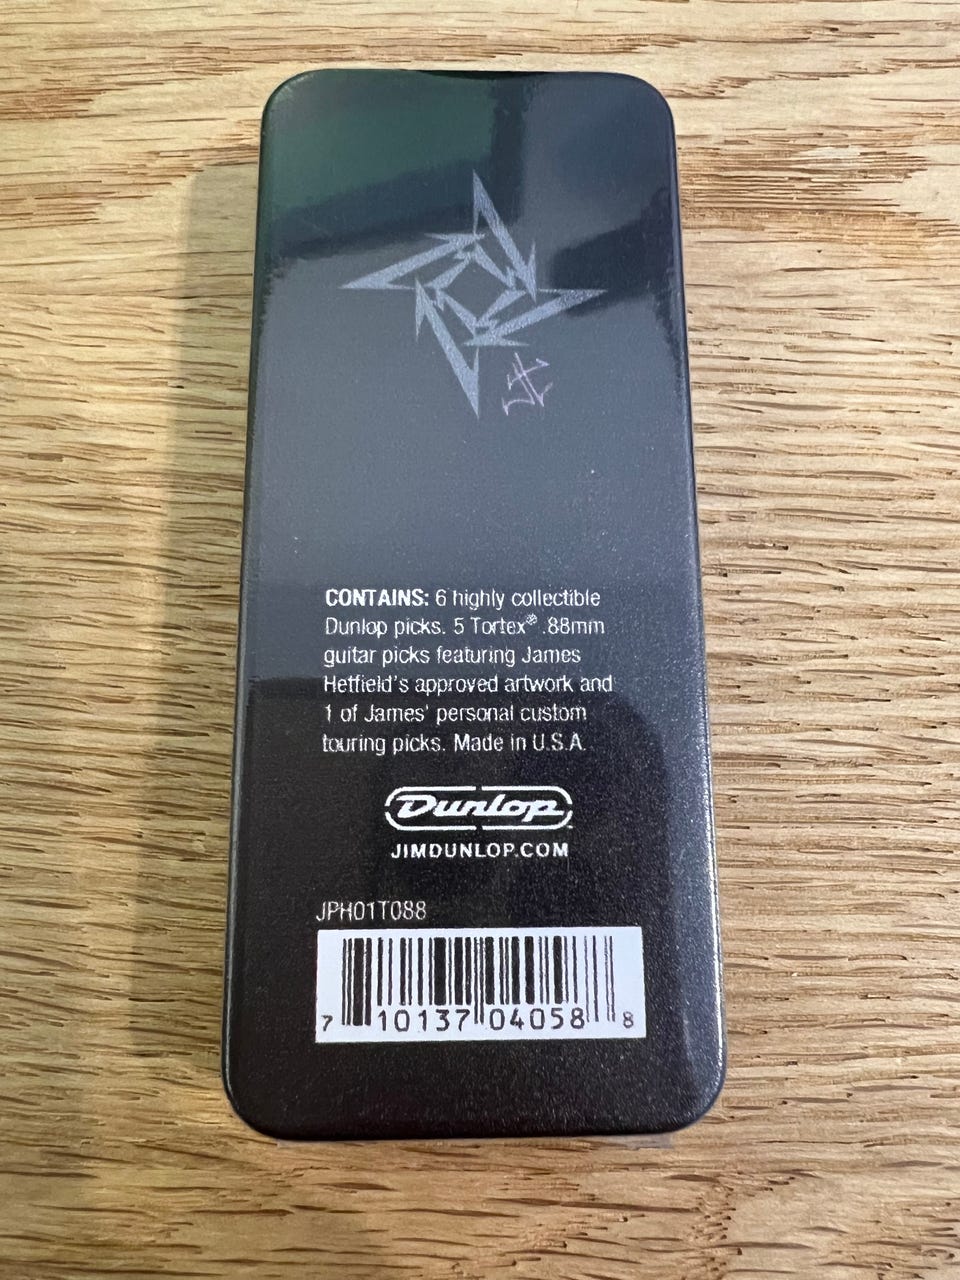 CONTAINS: 6 highly collectible
Dunlop picks. 5 Tortex® .88mm
guitar picks featuring James
Hetfield's approved artwork and
1 of James' personal custom
touring picks. Made in U.S.A.
Dunlop
JIMDUNLOP.COM
JPH01T088
7 10137 04058 8